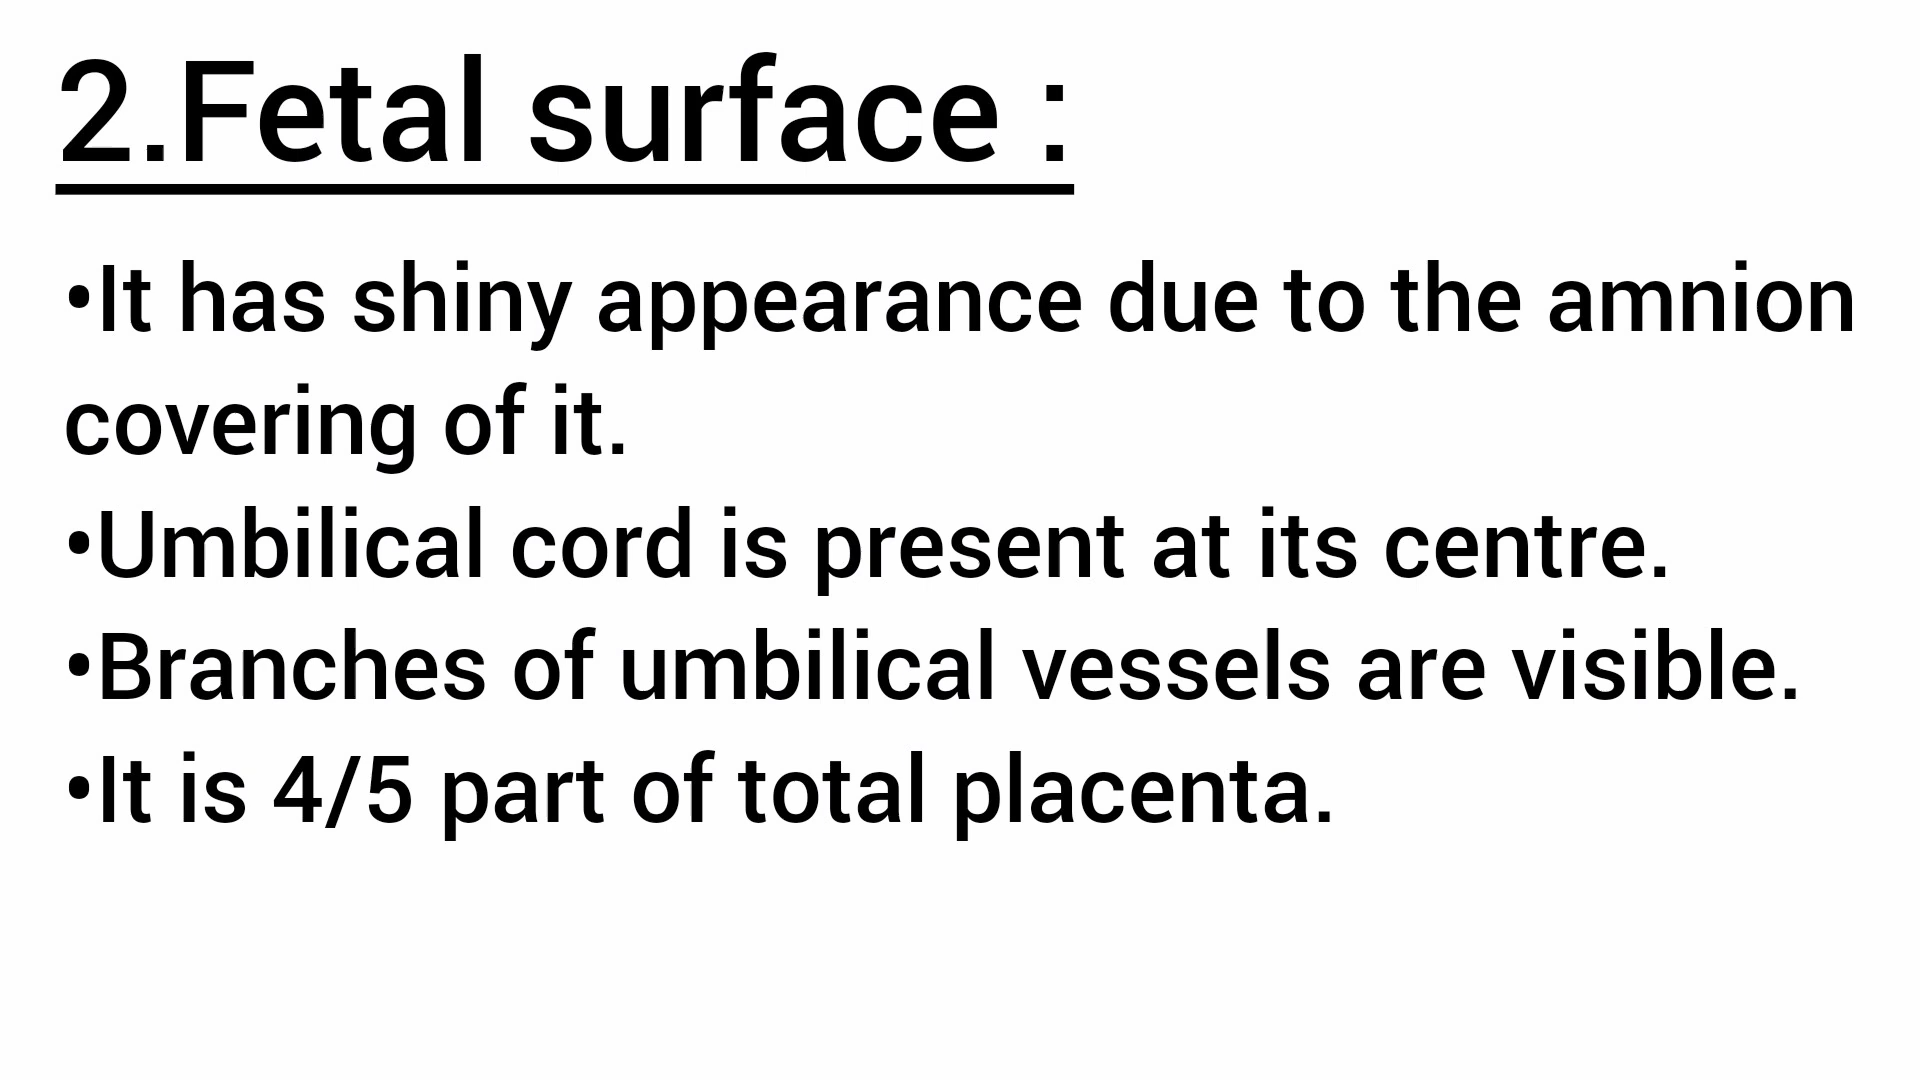 2.Fetal surface :
•It has shiny appearance due to the amnion
covering of it.
•Umbilical cord is present at its centre.
•Branches of umbilical vessels are visible.
•It is 4/5 part of total placenta.